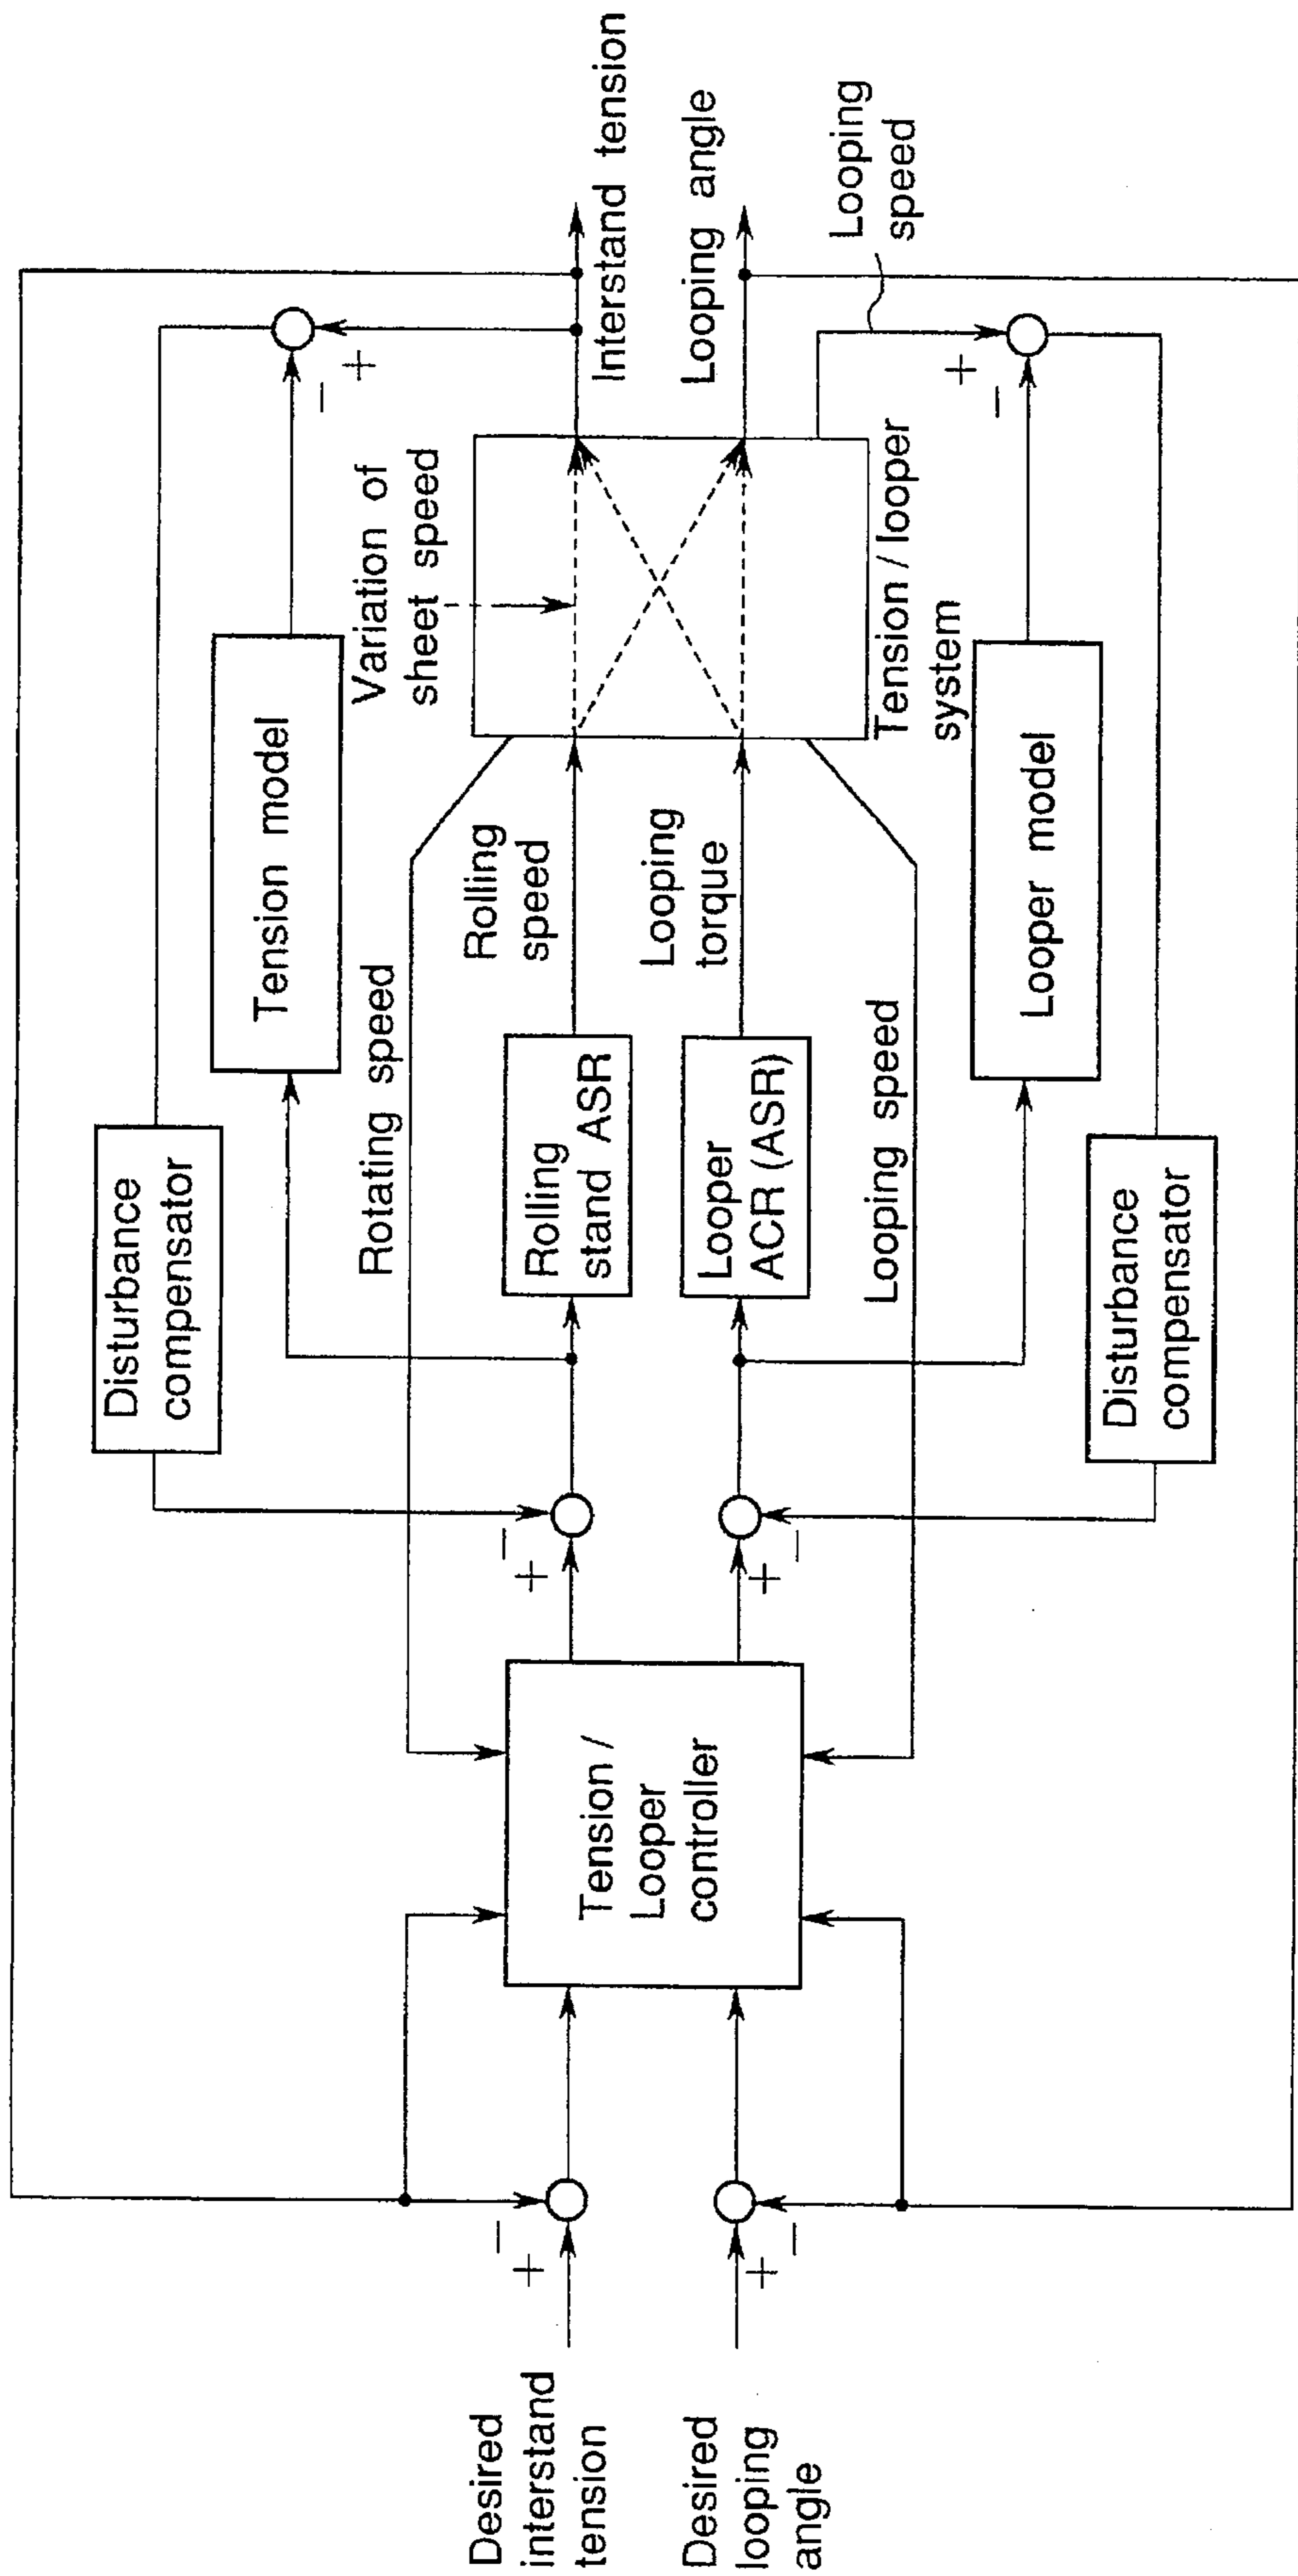 Desired
interstand
tension
Desired
looping
angle
+
−
+
−
Tension /
Looper
controller
+
−
+
−
Disturbance
compensator
Disturbance
compensator
Rotating speed
Looping speed
Rolling
stand ASR
Looper
ACR (ASR)
Rolling
speed
Looping
torque
Tension model
Looper model
Variation of
sheet speed
Tension / looper
system
−
+
+
−
Interstand tension
Looping angle
Looping
speed